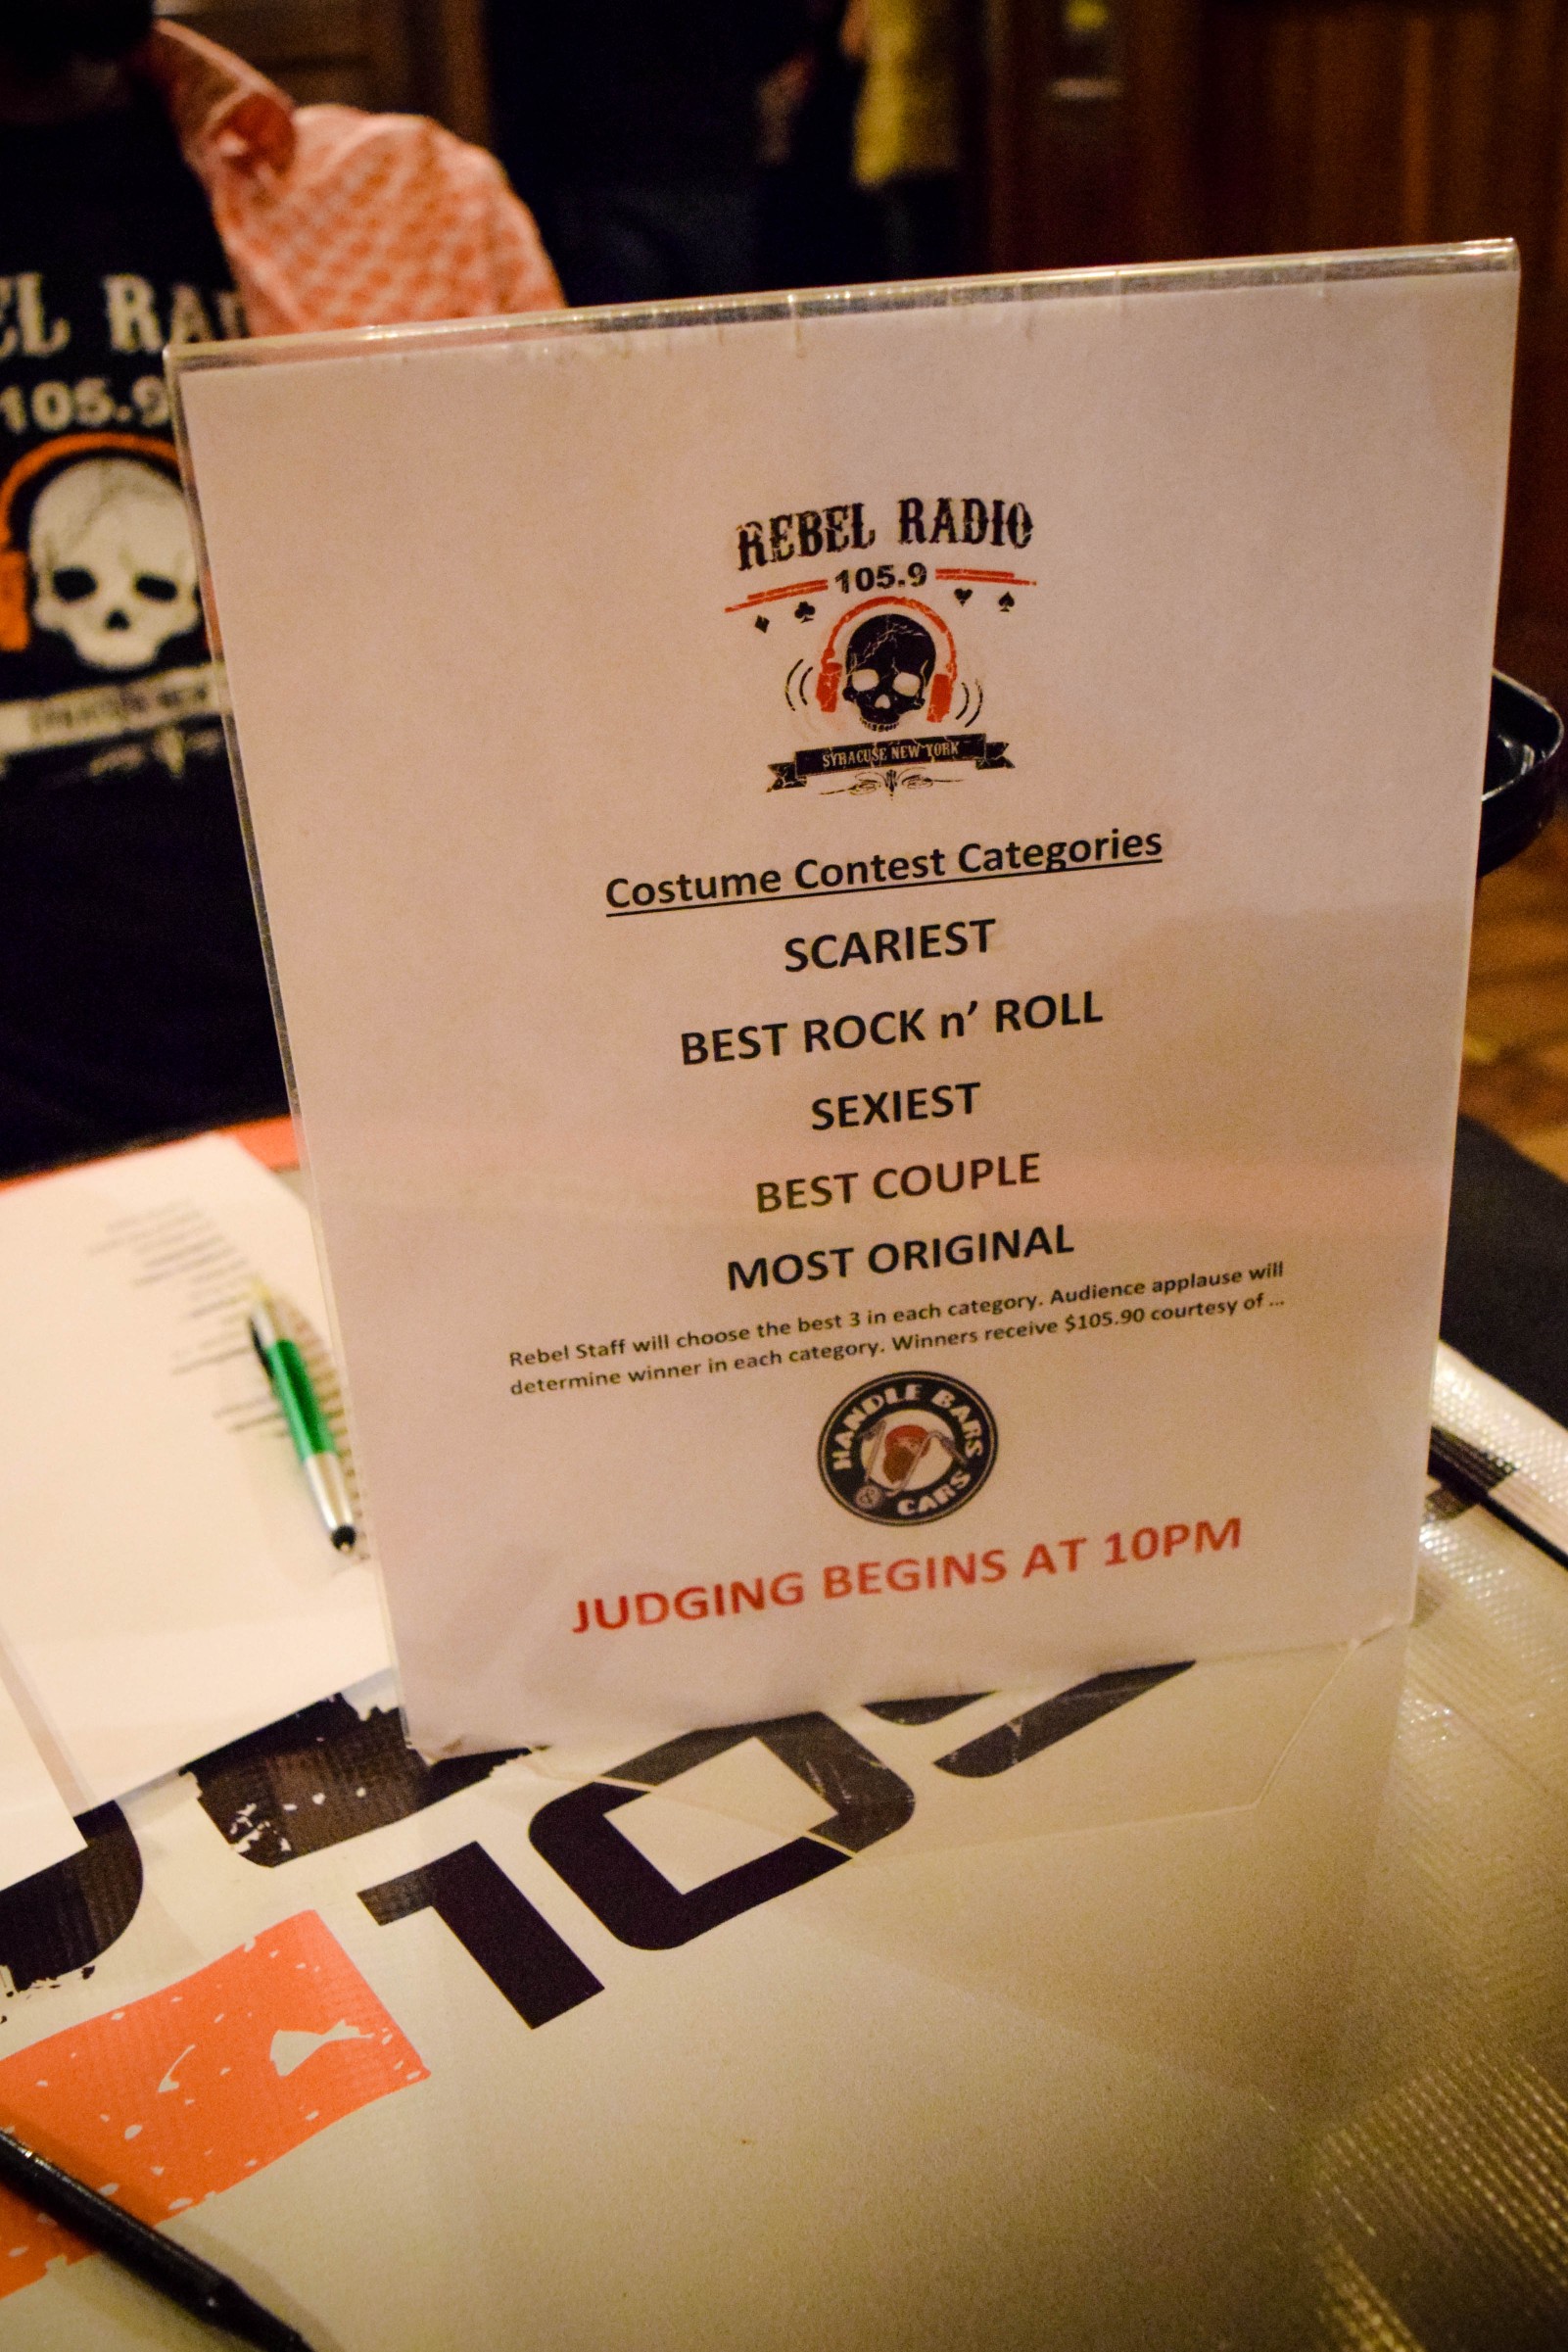 REBEL RADIO
105.9
SYRACUSE NEW YORK
Costume Contest Categories
SCARIEST
BEST ROCK n’ ROLL
SEXIEST
BEST COUPLE
MOST ORIGINAL
Rebel Staff will choose the best 3 in each category. Audience applause will
determine winner in each category. Winners receive $105.90 courtesy of ...
HANDLE BARS
& CARS
JUDGING BEGINS AT 10PM
EL RAD
105.9
10